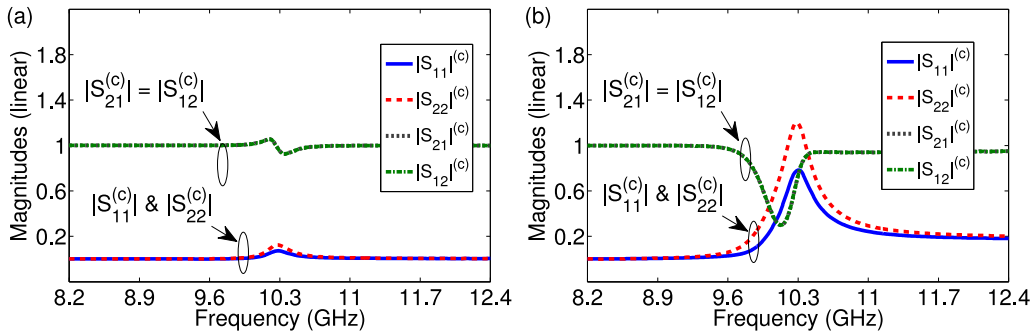 (a)
Magnitudes (linear)
1.8
1.4
1
0.6
0.2
|S21(c)| = |S12(c)|
|S11(c)| & |S22(c)|
|S11|(c)
|S22|(c)
|S21|(c)
|S12|(c)
8.2 8.9 9.6 10.3 11 11.7 12.4
Frequency (GHz)
(b)
Magnitudes (linear)
1.8
1.4
1
0.6
0.2
|S21(c)| = |S12(c)|
|S11(c)| & |S22(c)|
|S11|(c)
|S22|(c)
|S21|(c)
|S12|(c)
8.2 8.9 9.6 10.3 11 11.7 12.4
Frequency (GHz)